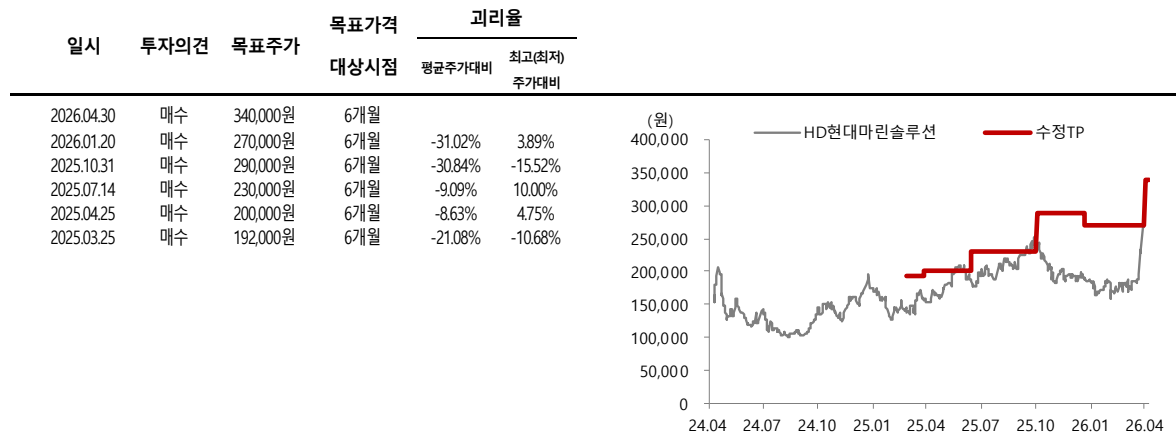 일시 투자의견 목표주가 목표가격 대상시점 괴리율
평균주가대비 최고(최저) 주가대비
2026.04.30 매수 340,000원 6개월
2026.01.20 매수 270,000원 6개월 -31.02% 3.89%
2025.10.31 매수 290,000원 6개월 -30.84% -15.52%
2025.07.14 매수 230,000원 6개월 -9.09% 10.00%
2025.04.25 매수 200,000원 6개월 -8.63% 4.75%
2025.03.25 매수 192,000원 6개월 -21.08% -10.68%
(원)
HD현대마린솔루션 수정TP
400,000
350,000
300,000
250,000
200,000
150,000
100,000
50,000
0
24.04 24.07 24.10 25.01 25.04 25.07 25.10 26.01 26.04